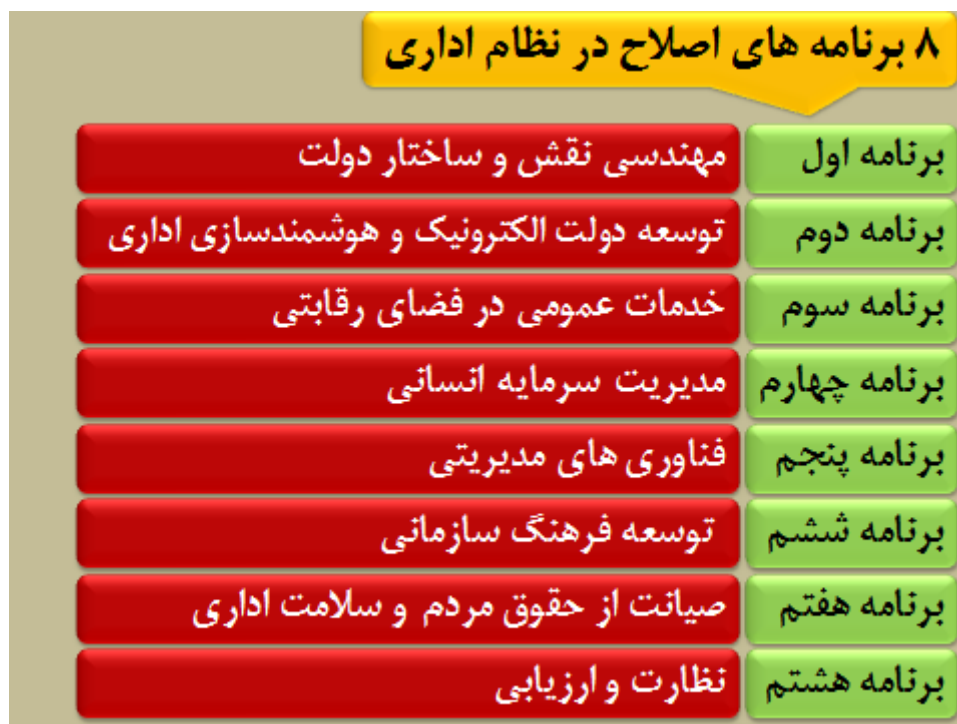 ۸ برنامه های اصلاح در نظام اداری
برنامه اول مهندسی نقش و ساختار دولت
برنامه دوم توسعه دولت الکترونیک و هوشمندسازی اداری
برنامه سوم خدمات عمومی در فضای رقابتی
برنامه چهارم مدیریت سرمایه انسانی
برنامه پنجم فناوری های مدیریتی
برنامه ششم توسعه فرهنگ سازمانی
برنامه هفتم صیانت از حقوق مردم و سلامت اداری
برنامه هشتم نظارت و ارزیابی